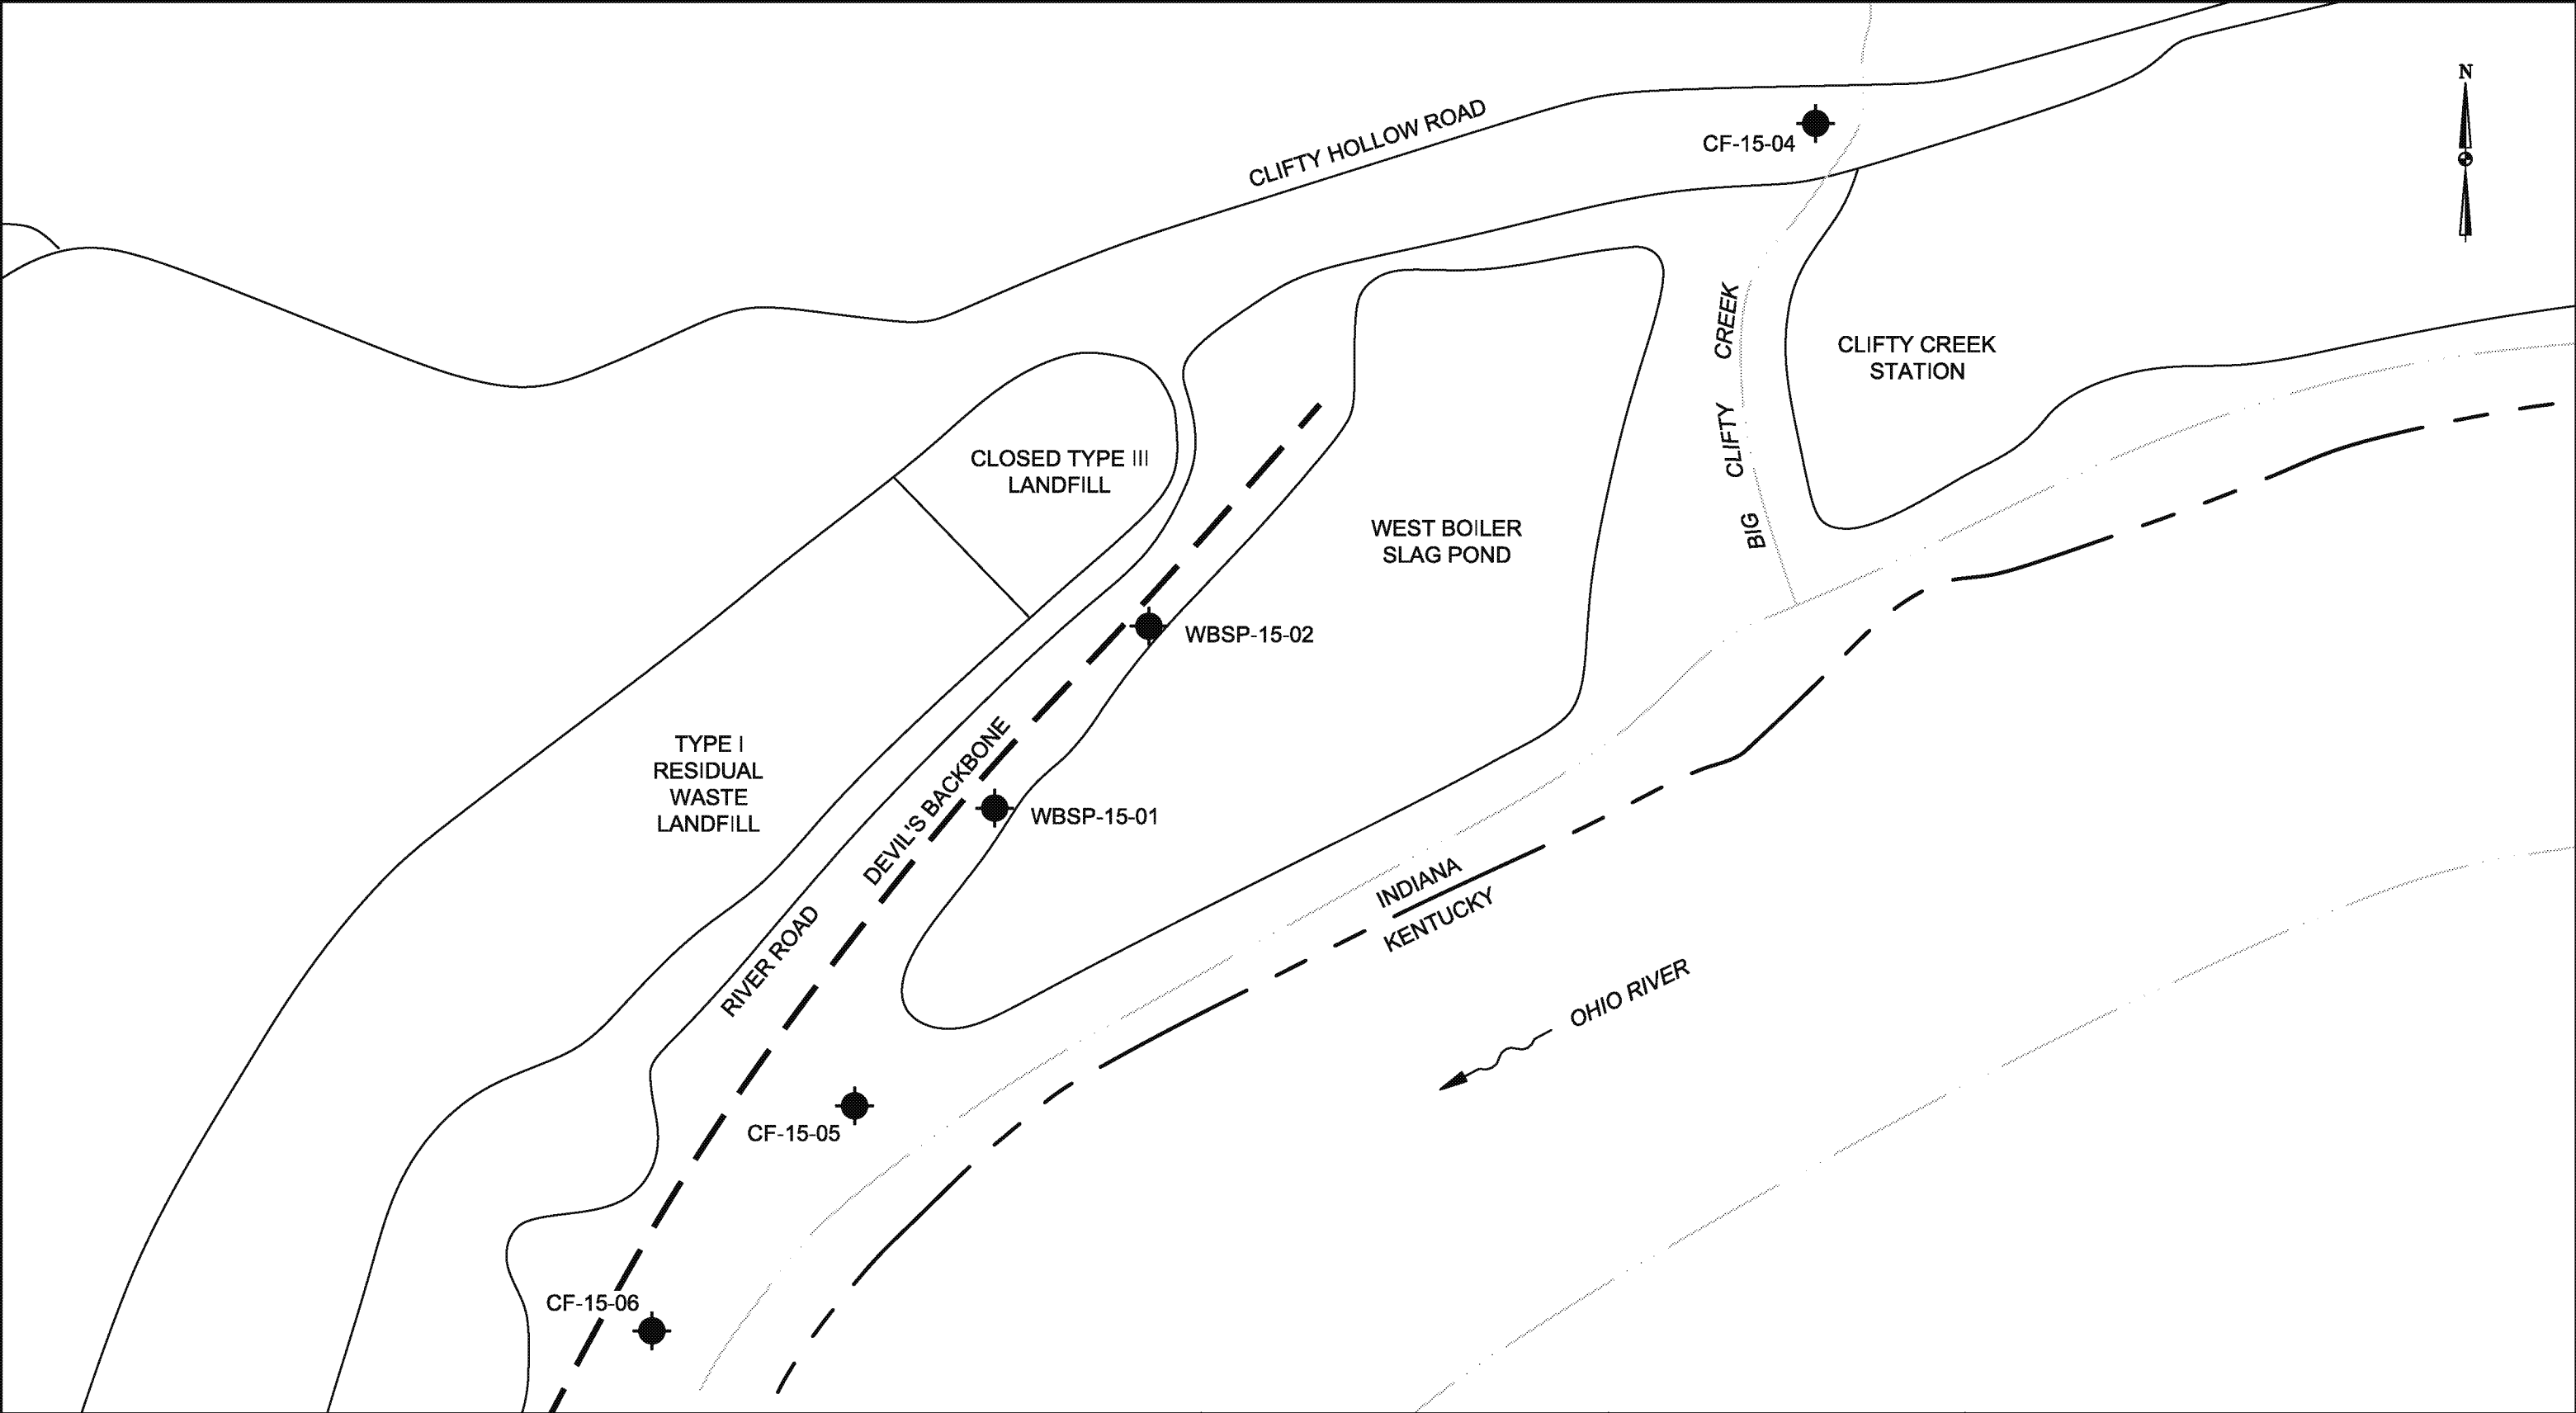 N
CLIFTY HOLLOW ROAD
CF-15-04
BIG CLIFTY CREEK
CLIFTY CREEK
STATION
CLOSED TYPE III
LANDFILL
WEST BOILER
SLAG POND
WBSP-15-02
TYPE I
RESIDUAL
WASTE
LANDFILL
DEVIL'S BACKBONE
WBSP-15-01
RIVER ROAD
INDIANA
KENTUCKY
OHIO RIVER
CF-15-05
CF-15-06